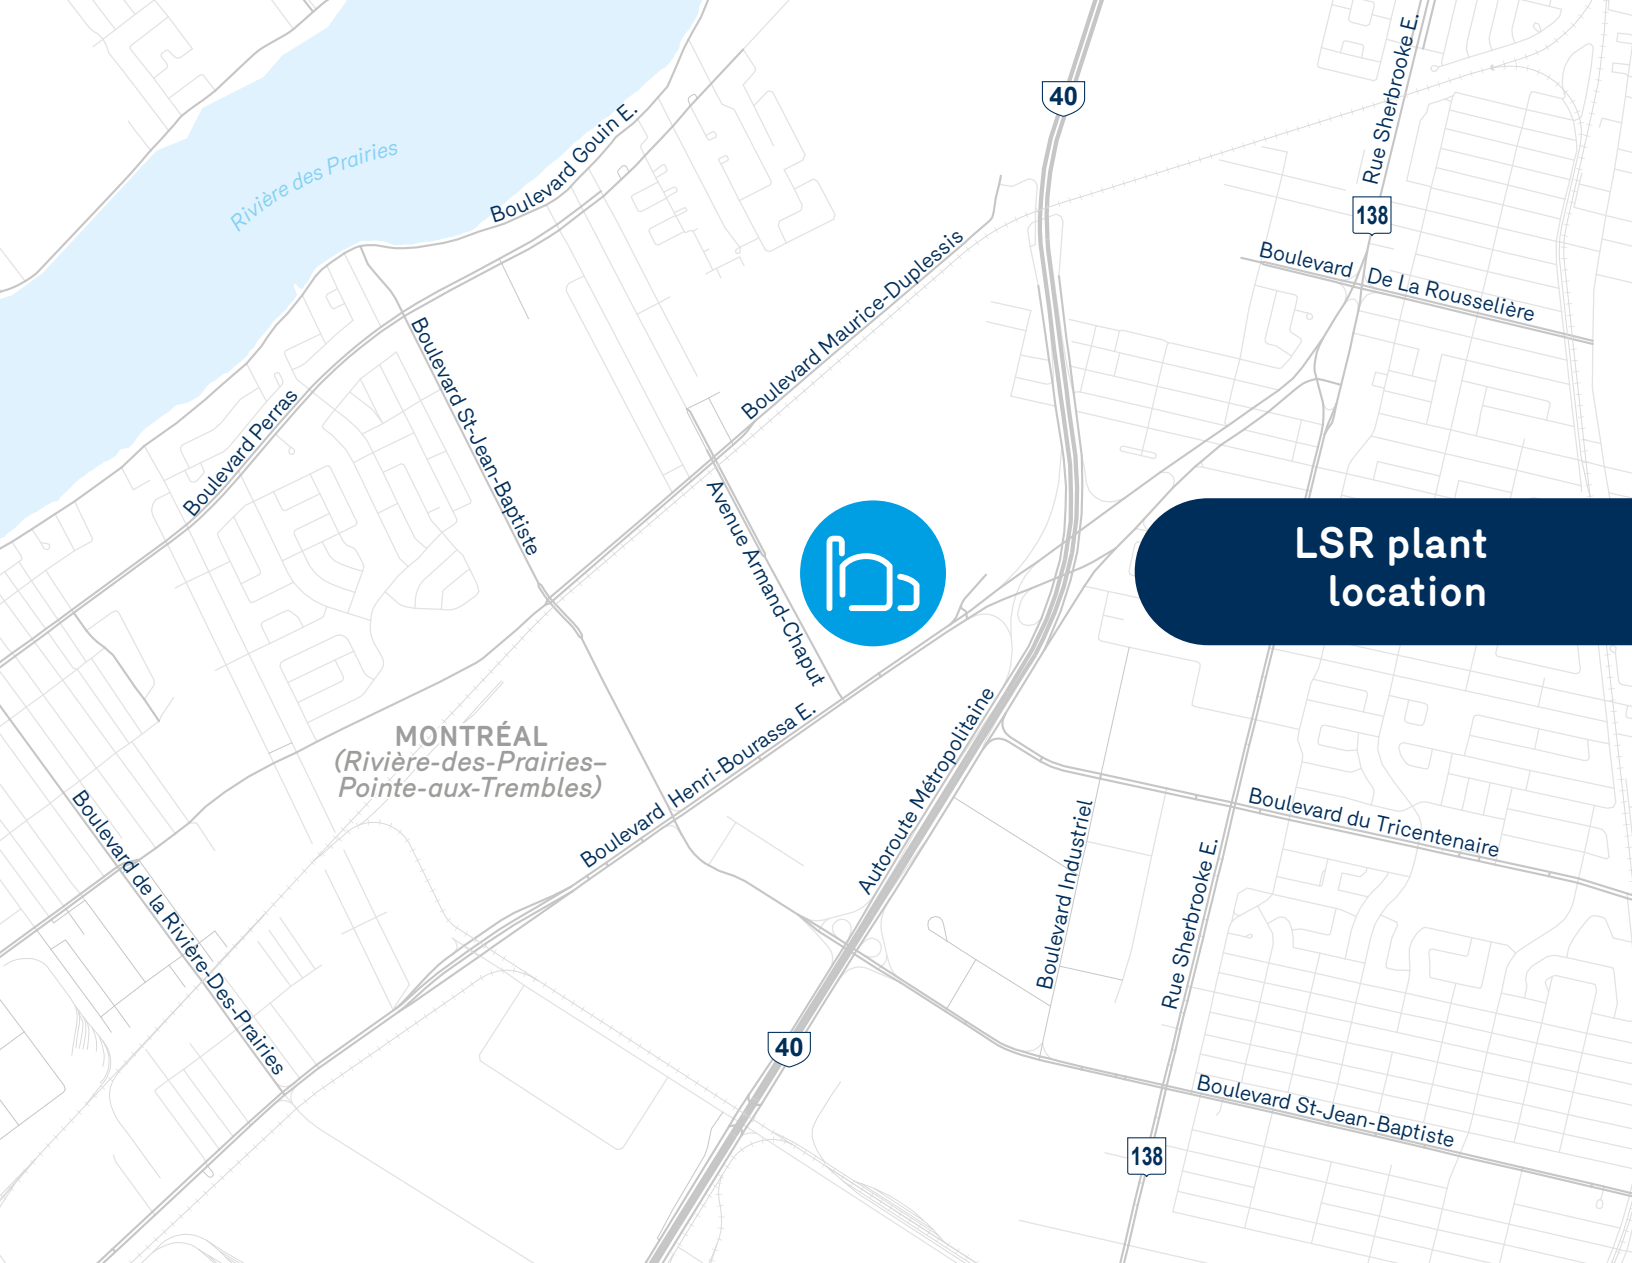 40
Rue Sherbrooke E.
Boulevard Gouin E.
Rivière des Prairies
138
Boulevard De La Rousselière
Boulevard Maurice-Duplessis
Boulevard St-Jean-Baptiste
Boulevard Perras
Avenue Armand-Chaput
LSR plant
location
MONTRÉAL
(Rivière-des-Prairies–
Pointe-aux-Trembles)
Boulevard Henri-Bourassa E.
Autoroute Métropolitaine
Boulevard de la Rivière-Des-Prairies
Boulevard Industriel
Boulevard du Tricentenaire
Rue Sherbrooke E.
40
Boulevard St-Jean-Baptiste
138